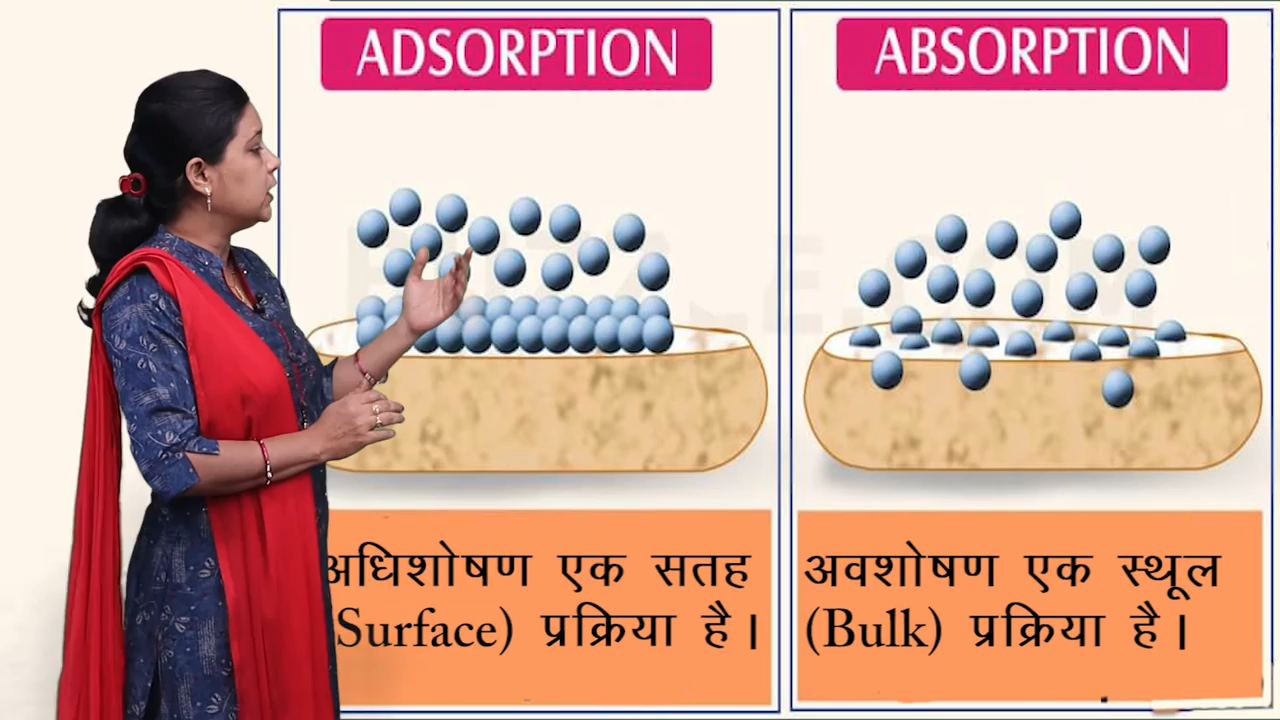 ADSORPTION
अधिशोषण एक सतह
Surface) प्रक्रिया है।
ABSORPTION
अवशोषण एक स्थूल
(Bulk) प्रक्रिया है।